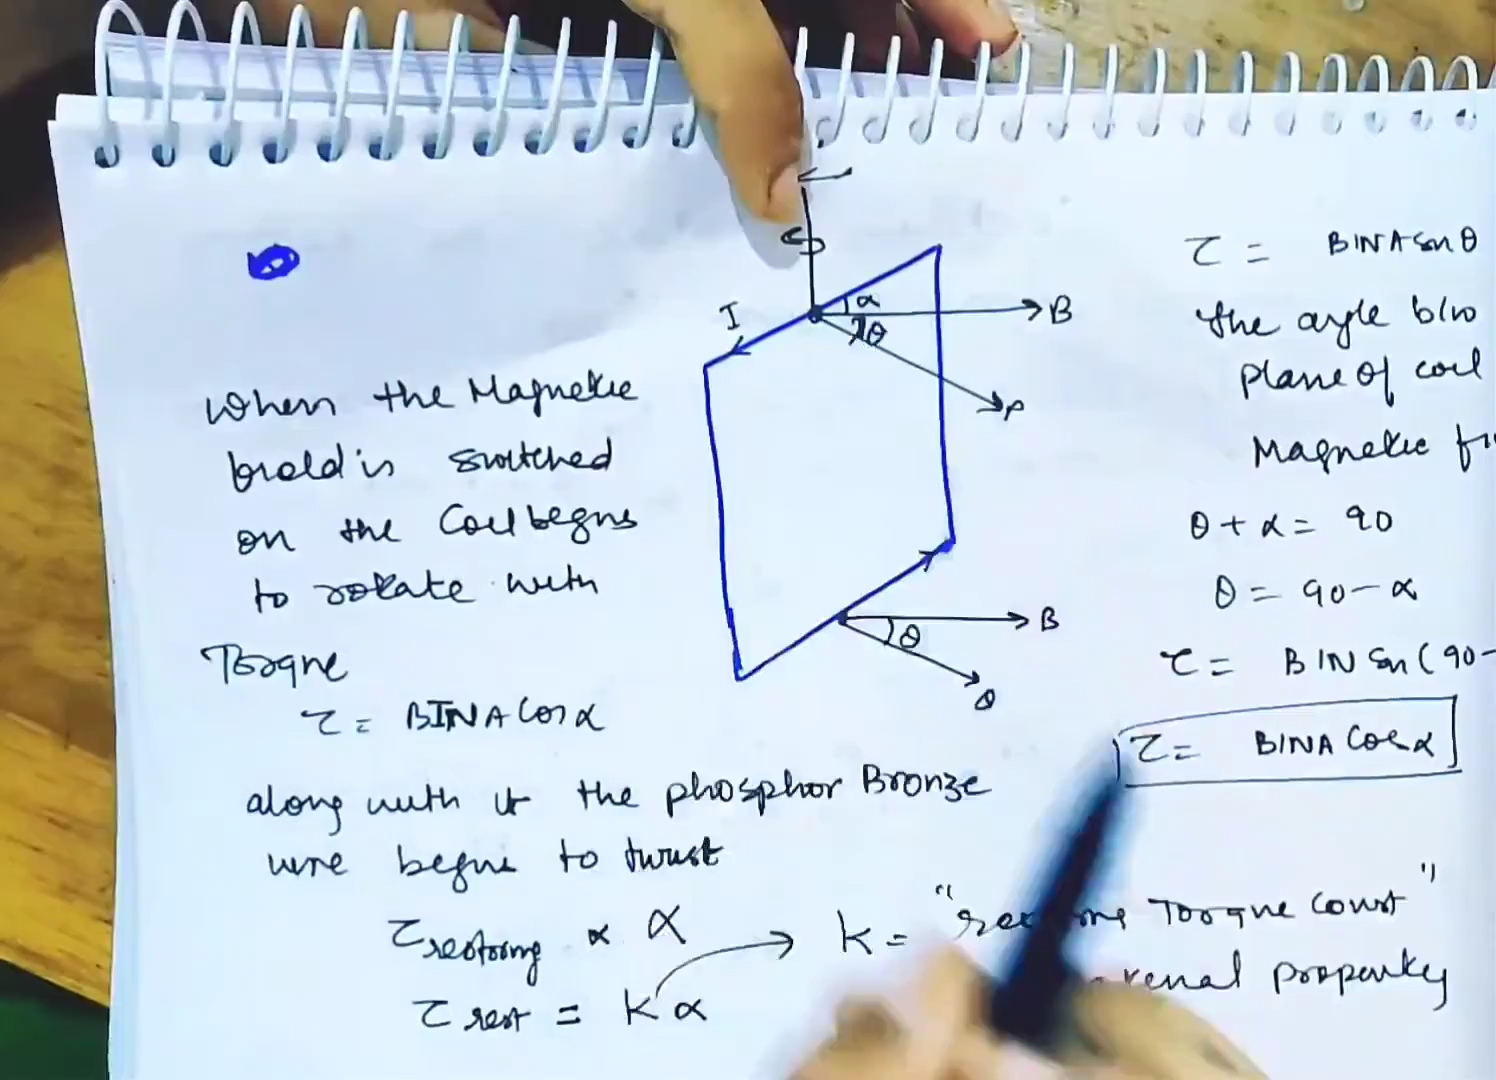 τ = BINA Sin θ
the angle b/w
plane of coil
Magnetic
θ + α = 90
θ = 90 - α
τ = BIN Sin (90 -
τ = BINA Cos α
I
α
θ
B
P
B
θ
When the Magnetic
field is switched
on the Coil begins
to rotate with
Torque
τ = BINA Cos α
along with it the phosphor Bronze
wire begins to twist
τ restoring ∝ α
τ rest = Kα
K = " Torque const "
property